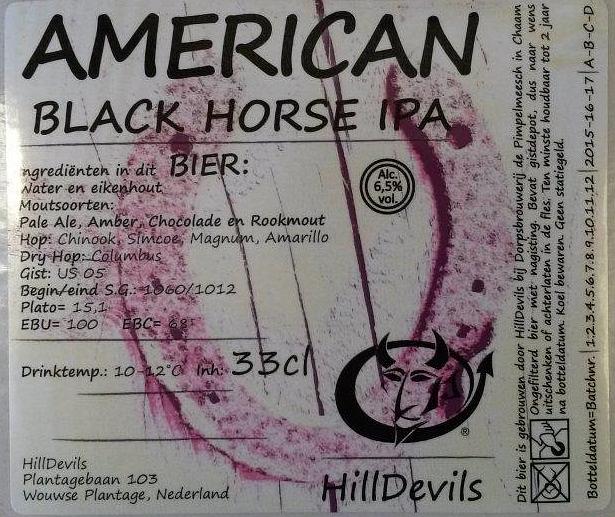 AMERICAN
BLACK HORSE IPA
ngrediënten in dit BIER:
Water en eikenhout
Moutsoorten:
Pale Ale, Amber, Chocolade en Rookmout
Hop: Chinook, Simcoe, Magnum, Amarillo
Dry Hop: Columbus
Gist: US 05
Begin/eind S.G.: 1060/1012
Plato= 15,1
EBU= 100 EBC= 68
Alc.
6,5%
vol.
Drinktemp.: 10-12°C Inh: 33cl
HillDevils
Plantagebaan 103
Wouwse Plantage, Nederland
®
HillDevils
Dit bier is gebrouwen door HillDevils bij Dorpsbrouwerij de Pimpelmeesch in Chaam
Ongefilterd bier met nagisting. Bevat gistdepot, dus naar wens
uitschenken of achterlaten in de fles. Ten minste houdbaar tot 2 jaar
na botteldatum. Koel bewaren. Geen statiegeld.
Botteldatum=Batchnr. 1.2.3.4.5.6.7.8.9.10.11.12 2015-16-17 A-B-C-D